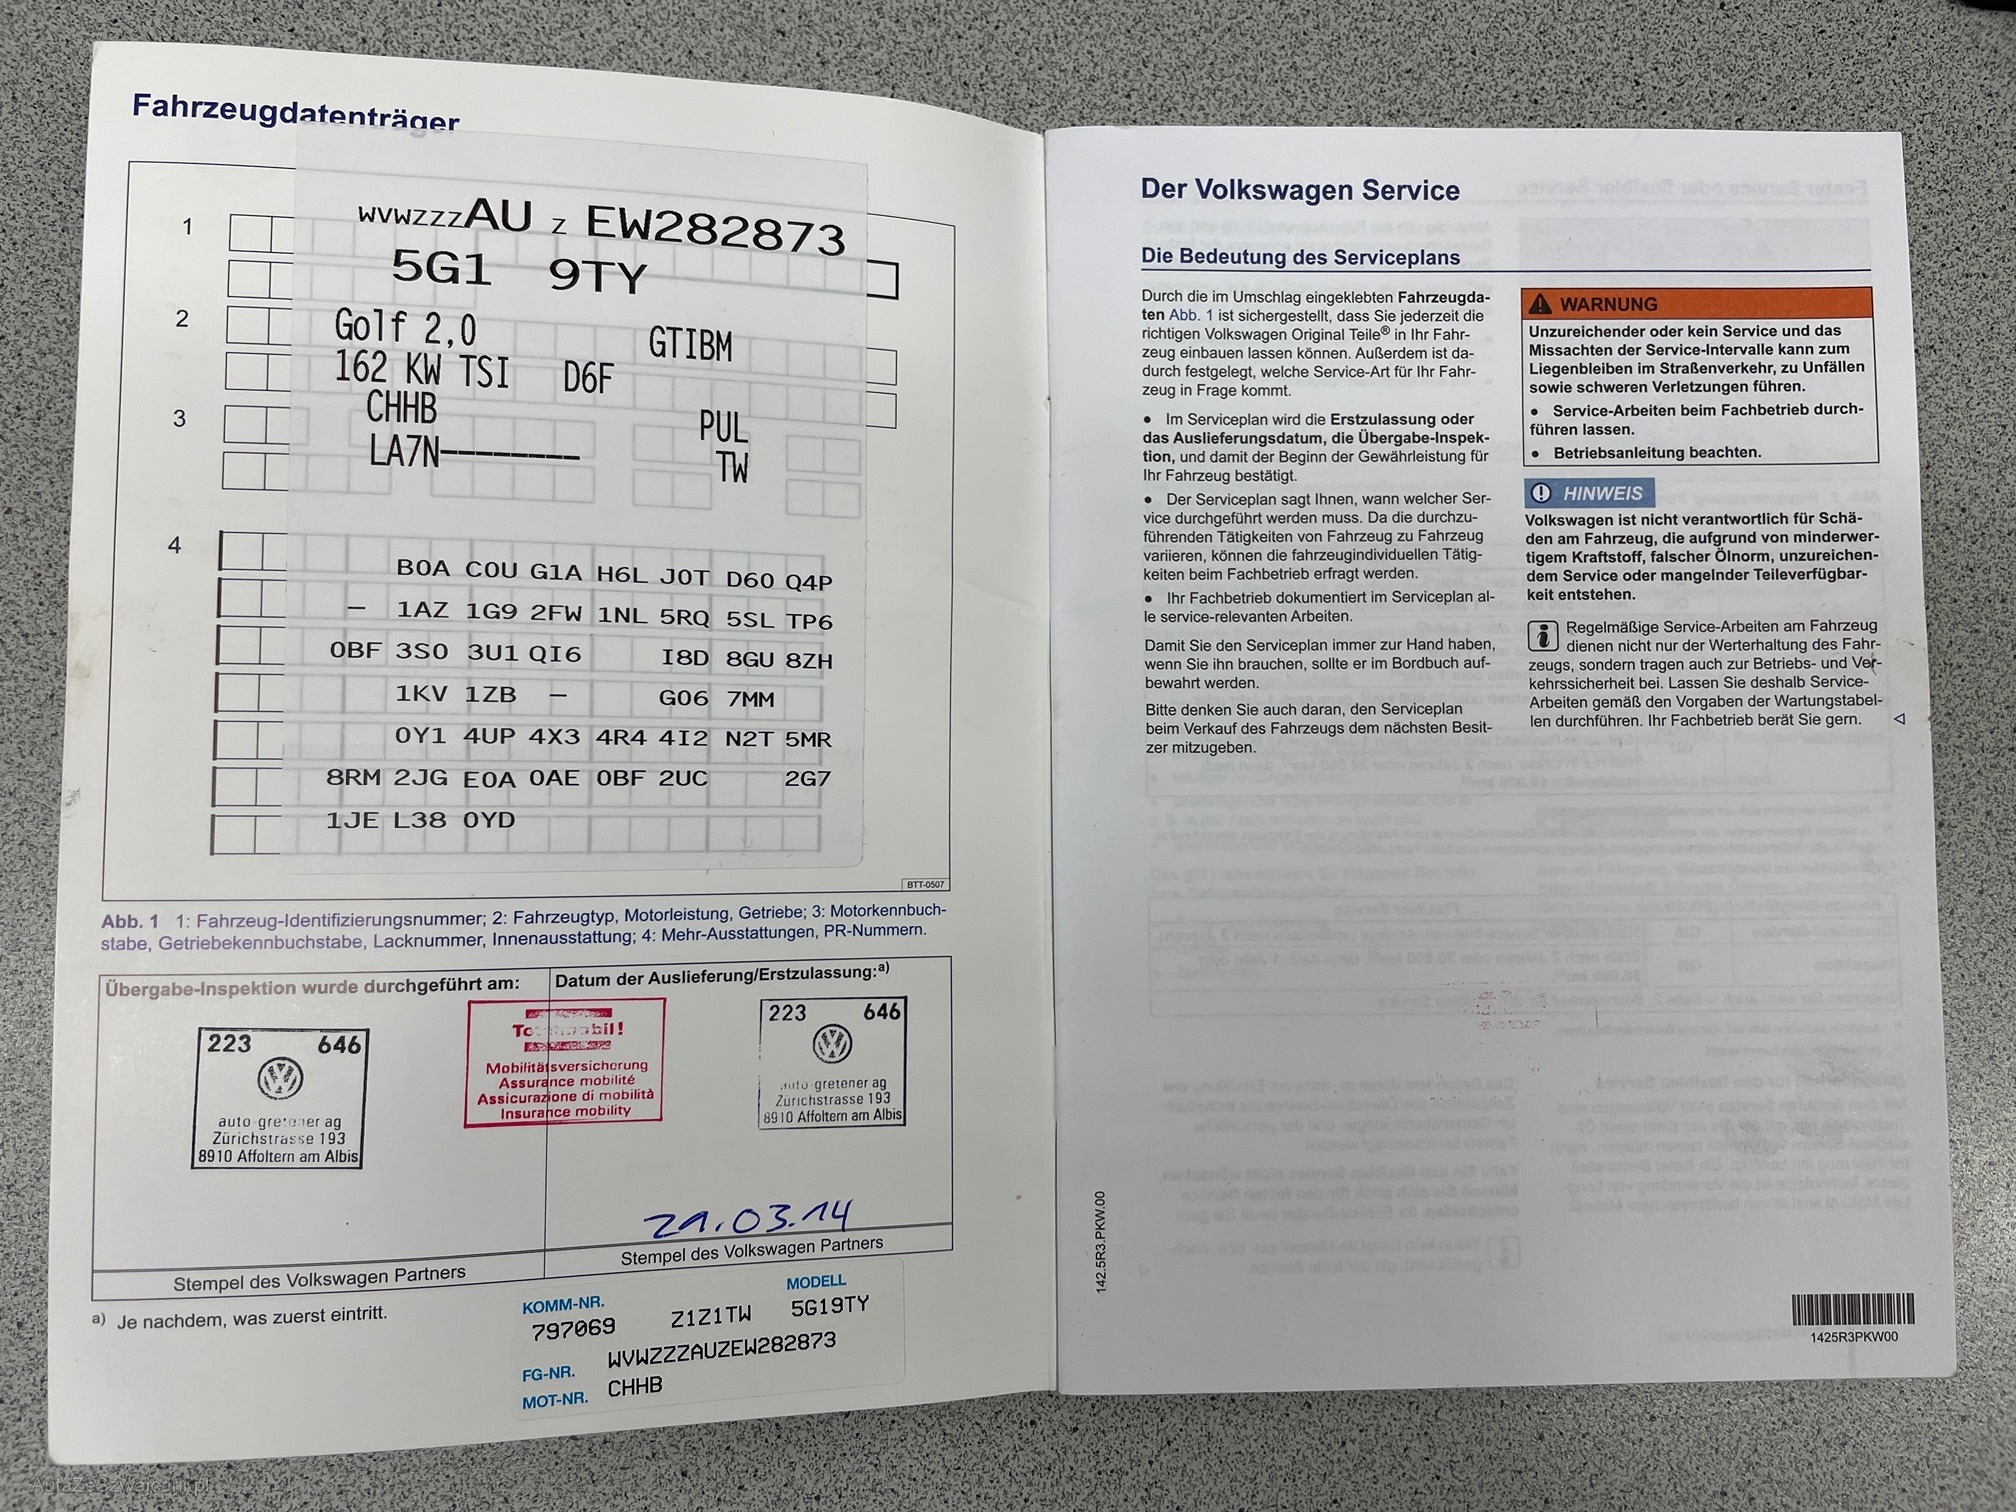 Fahrzeugdatenträger
1
WVWZZZAU Z EW282873
5G1 9TY
2
Golf 2,0 GTIBM
162 KW TSI D6F
3
CHHB PUL
LA7N--------- TW
4
B0A C0U G1A H6L J0T D60 Q4P
- 1AZ 1G9 2FW 1NL 5RQ 5SL TP6
0BF 3S0 3U1 QI6 I8D 8GU 8ZH
1KV 1ZB - G06 7MM
0Y1 4UP 4X3 4R4 4I2 N2T 5MR
8RM 2JG E0A 0AE 0BF 2UC 2G7
1JE L38 0YD
BTT-0507
Abb. 1 1: Fahrzeug-Identifizierungsnummer; 2: Fahrzeugtyp, Motorleistung, Getriebe; 3: Motorkennbuch-
stabe, Getriebekennbuchstabe, Lacknummer, Innenausstattung; 4: Mehr-Ausstattungen, PR-Nummern.
Übergabe-Inspektion wurde durchgeführt am:
223 646
auto-gretener ag
Zürichstrasse 193
8910 Affoltern am Albis
Stempel des Volkswagen Partners
Mobilitätsversicherung
Assurance mobilité
Assicurazione di mobilità
Insurance mobility
Datum der Auslieferung/Erstzulassung:a)
223 646
auto-gretener ag
Zürichstrasse 193
8910 Affoltern am Albis
21.03.14
Stempel des Volkswagen Partners
a) Je nachdem, was zuerst eintritt.
KOMM-NR. MODELL
797069 Z1Z1TW 5G19TY
FG-NR. WVWZZZAUZEW282873
MOT-NR. CHHB
Der Volkswagen Service
Die Bedeutung des Serviceplans
Durch die im Umschlag eingeklebten Fahrzeugda-
ten Abb. 1 ist sichergestellt, dass Sie jederzeit die
richtigen Volkswagen Original Teile® in Ihr Fahr-
zeug einbauen lassen können. Außerdem ist da-
durch festgelegt, welche Service-Art für Ihr Fahr-
zeug in Frage kommt.
• Im Serviceplan wird die Erstzulassung oder
das Auslieferungsdatum, die Übergabe-Inspek-
tion, und damit der Beginn der Gewährleistung für
Ihr Fahrzeug bestätigt.
• Der Serviceplan sagt Ihnen, wann welcher Ser-
vice durchgeführt werden muss. Da die durchzu-
führenden Tätigkeiten von Fahrzeug zu Fahrzeug
variieren, können die fahrzeugindividuellen Tätig-
keiten beim Fachbetrieb erfragt werden.
• Ihr Fachbetrieb dokumentiert im Serviceplan al-
le service-relevanten Arbeiten.
Damit Sie den Serviceplan immer zur Hand haben,
wenn Sie ihn brauchen, sollte er im Bordbuch auf-
bewahrt werden.
Bitte denken Sie auch daran, den Serviceplan
beim Verkauf des Fahrzeugs dem nächsten Besit-
zer mitzugeben.
WARNUNG
Unzureichender oder kein Service und das
Missachten der Service-Intervalle kann zum
Liegenbleiben im Straßenverkehr, zu Unfällen
sowie schweren Verletzungen führen.
• Service-Arbeiten beim Fachbetrieb durch-
führen lassen.
• Betriebsanleitung beachten.
HINWEIS
Volkswagen ist nicht verantwortlich für Schä-
den am Fahrzeug, die aufgrund von minderwer-
tigem Kraftstoff, falscher Ölnorm, unzureichen-
dem Service oder mangelnder Teileverfügbar-
keit entstehen.
Regelmäßige Service-Arbeiten am Fahrzeug
dienen nicht nur der Werterhaltung des Fahr-
zeugs, sondern tragen auch zur Betriebs- und Ver-
kehrssicherheit bei. Lassen Sie deshalb Service-
Arbeiten gemäß den Vorgaben der Wartungstabel-
len durchführen. Ihr Fachbetrieb berät Sie gern.
142.5R3.PKW.00
1425R3PKW00
AutaZeSzwajcarii.pl